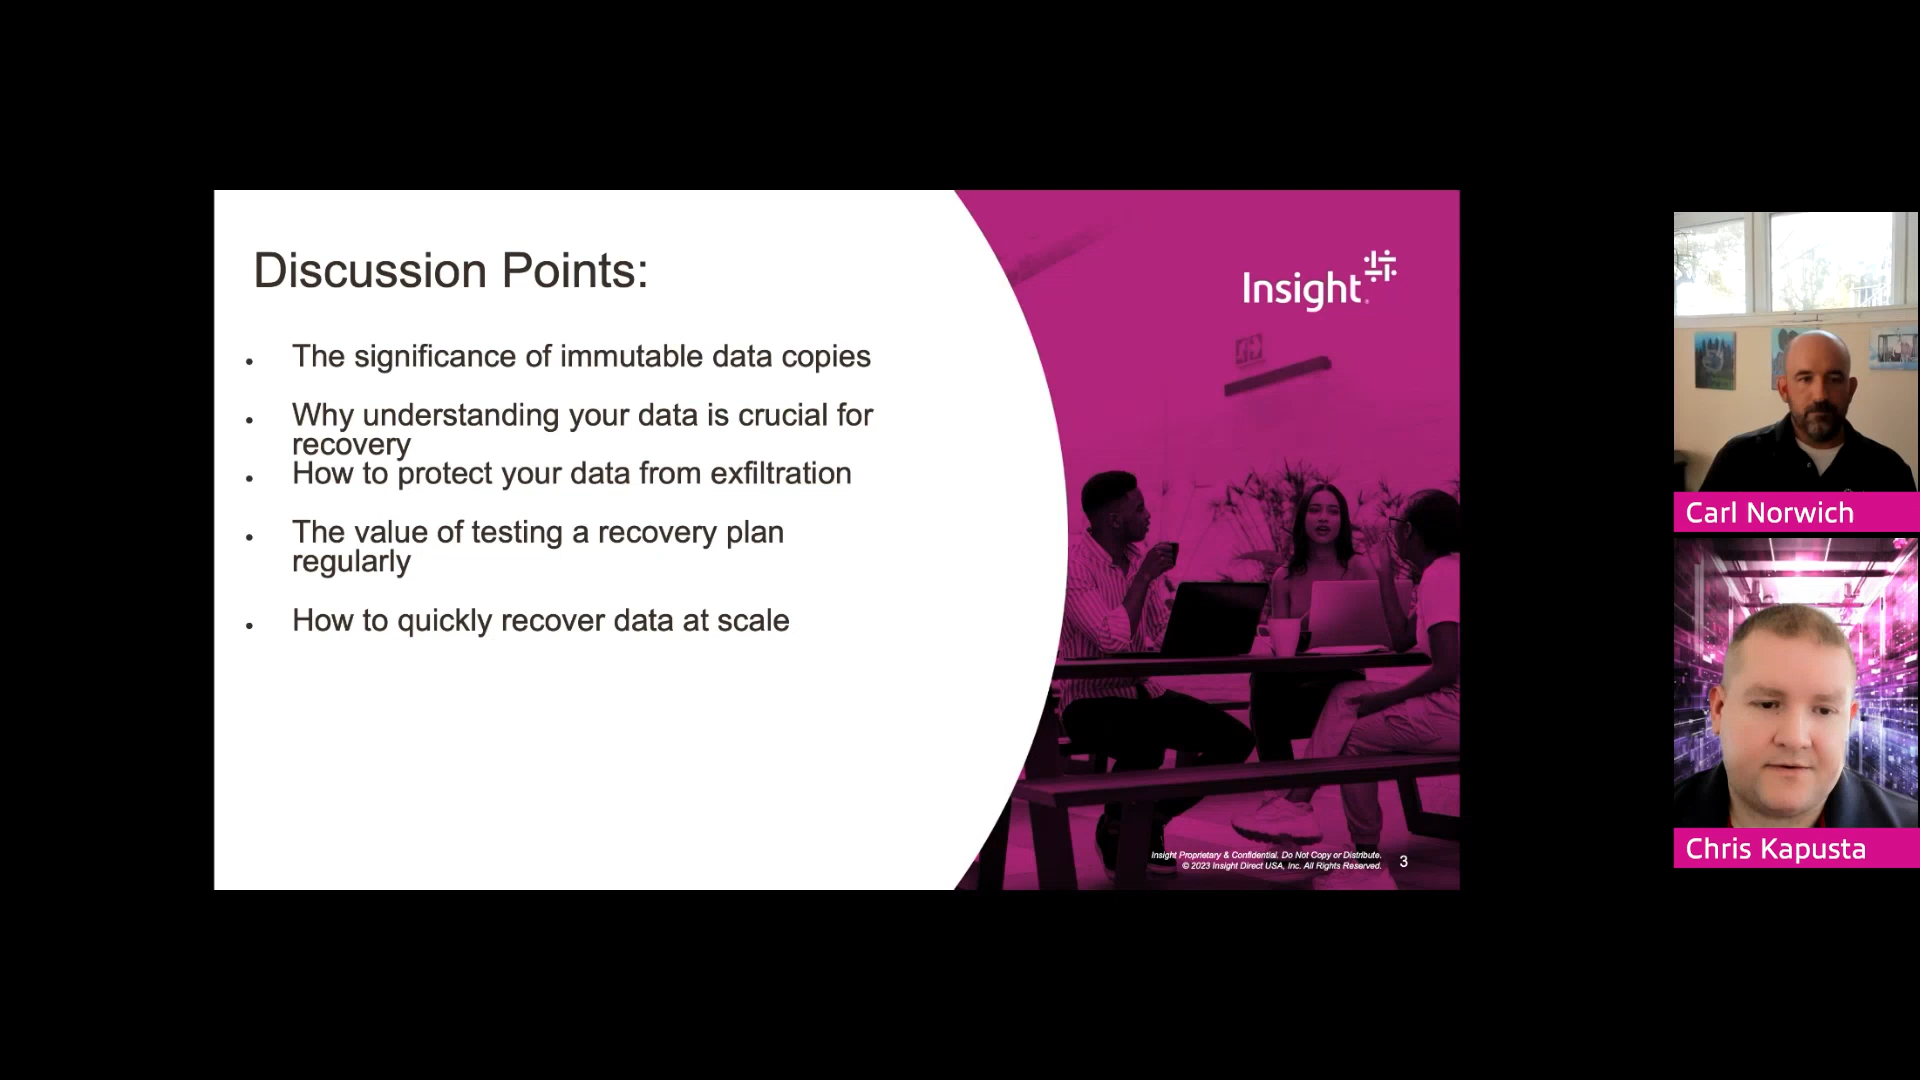 Discussion Points:
• The significance of immutable data copies
• Why understanding your data is crucial for
recovery
• How to protect your data from exfiltration
• The value of testing a recovery plan
regularly
• How to quickly recover data at scale
Insight
Insight Proprietary & Confidential. Do Not Copy or Distribute.
© 2023 Insight Direct USA, Inc. All Rights Reserved.
3
Carl Norwich
Chris Kapusta